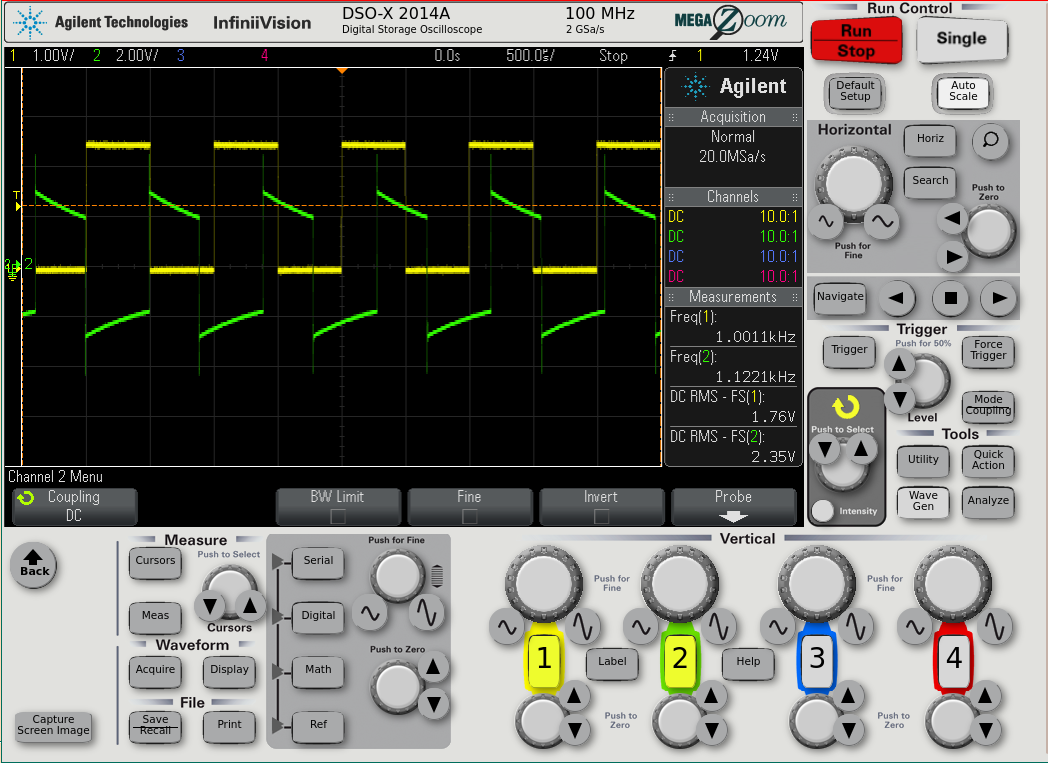 Agilent Technologies InfiniiVision DSO-X 2014A 100 MHz MEGA Zoom
Digital Storage Oscilloscope 2 GSa/s
Run Control
Run
Stop
Single
1 1.00V/ 2 2.00V/ 3 4 0.0s 500.0㎲/ Stop 1 1.24V
Agilent
Acquisition
Normal
20.0MSa/s
Channels
DC 10.0:1
DC 10.0:1
DC 10.0:1
DC 10.0:1
Measurements
Freq(1):
1.0011kHz
Freq(2):
1.1221kHz
DC RMS - FS(1):
1.76V
DC RMS - FS(2):
2.35V
T
2
Channel 2 Menu
Coupling
DC
BW Limit
Fine
Invert
Probe
Default
Setup
Auto
Scale
Horizontal
Horiz
Search
Push to
Zero
Push for
Fine
Navigate
Trigger
Trigger
Push for 50%
Force
Trigger
Level
Mode
Coupling
Push to Select
Intensity
Tools
Utility
Quick
Action
Wave
Gen
Analyze
Back
Capture
Screen Image
Measure
Cursors
Push to Select
Meas
Cursors
Waveform
Acquire
Display
File
Save
Recall
Print
Serial
Digital
Math
Ref
Push for Fine
Push to Zero
Vertical
Push for
Fine
Push for
Fine
1
Label
2
Help
3
4
Push to
Zero
Push to
Zero